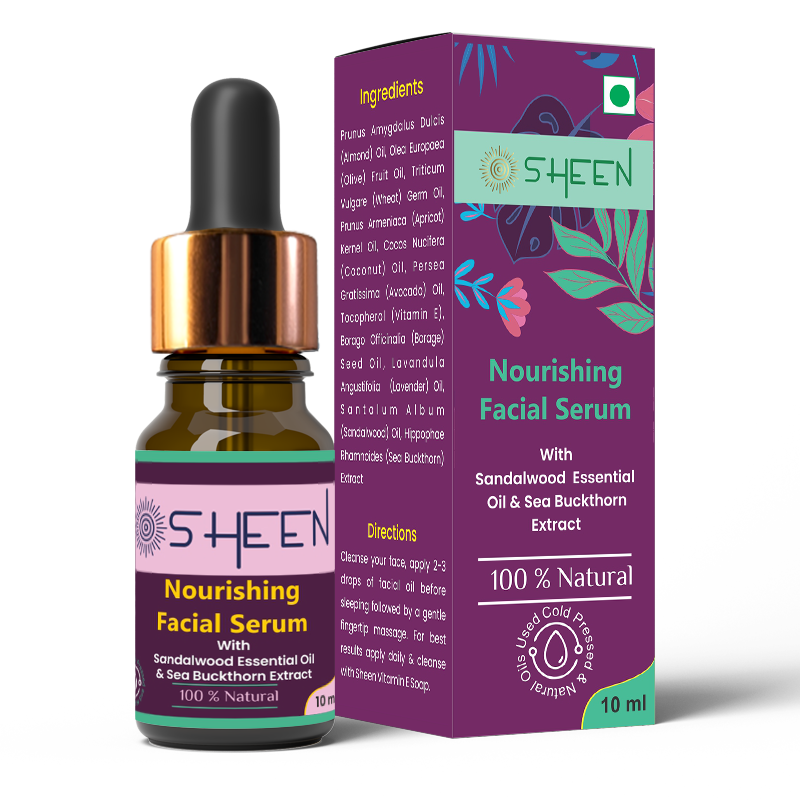 SHEEN
Nourishing
Facial Serum
With
Sandalwood Essential Oil
& Sea Buckthorn Extract
100 % Natural
10 m
Ingredients
Prunus Amygdalus Dulcis
(Almond) Oil, Olea Europaea
(Olive) Fruit Oil, Triticum
Vulgare (Wheat) Germ Oil,
Prunus Armeniaca (Apricot)
Kernel Oil, Cocos Nucifera
(Coconut) Oil, Persea
Gratissima (Avocado) Oil,
Tocopherol (Vitamin E),
Borago Officinalia (Borage)
Seed Oil, Lavandula
Angustifolia (Lavender) Oil,
Santalum Album
(Sandalwood) Oil, Hippophae
Rhamnoides (Sea Buckthorn)
Extract
Directions
Cleanse your face, apply 2-3
drops of facial oil before
sleeping followed by a gentle
fingertip massage. For best
results apply daily & cleanse
with Sheen Vitamin E Soap.
SHEEN
Nourishing
Facial Serum
With
Sandalwood Essential
Oil & Sea Buckthorn
Extract
100 % Natural
Used Cold Pressed & Natural Oils
10 ml